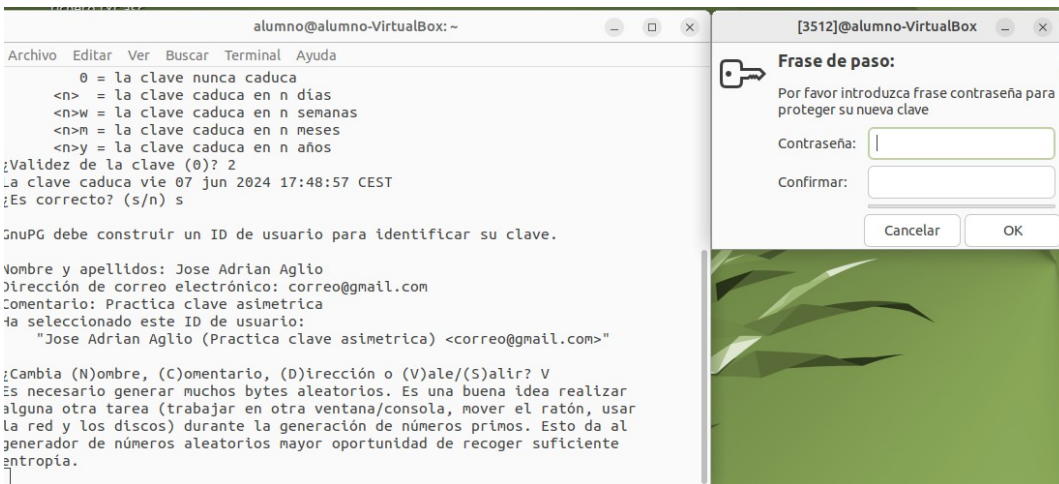 alumno@alumno-VirtualBox: ~
Archivo Editar Ver Buscar Terminal Ayuda
0 = la clave nunca caduca
<n> = la clave caduca en n días
<n>w = la clave caduca en n semanas
<n>m = la clave caduca en n meses
<n>y = la clave caduca en n años
¿Validez de la clave (0)? 2
La clave caduca vie 07 jun 2024 17:48:57 CEST
¿Es correcto? (s/n) s
GnuPG debe construir un ID de usuario para identificar su clave.
Nombre y apellidos: Jose Adrian Aglio
Dirección de correo electrónico: correo@gmail.com
Comentario: Practica clave asimetrica
Ha seleccionado este ID de usuario:
"Jose Adrian Aglio (Practica clave asimetrica) <correo@gmail.com>"
¿Cambia (N)ombre, (C)omentario, (D)irección o (V)ale/(S)alir? V
Es necesario generar muchos bytes aleatorios. Es una buena idea realizar
alguna otra tarea (trabajar en otra ventana/consola, mover el ratón, usar
la red y los discos) durante la generación de números primos. Esto da al
generador de números aleatorios mayor oportunidad de recoger suficiente
entropía.
[3512]@alumno-VirtualBox
Frase de paso:
Por favor introduzca frase contraseña para
proteger su nueva clave
Contraseña:
Confirmar:
Cancelar OK